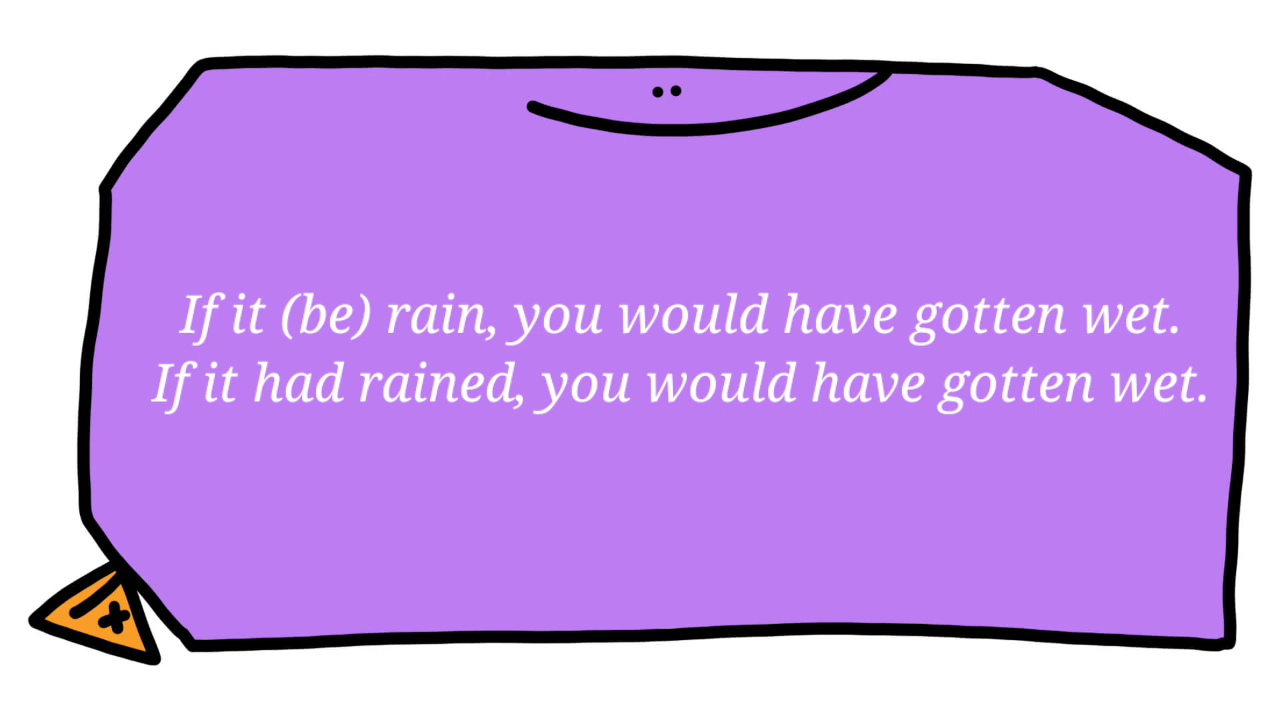 If it (be) rain, you would have gotten wet.
If it had rained, you would have gotten wet.